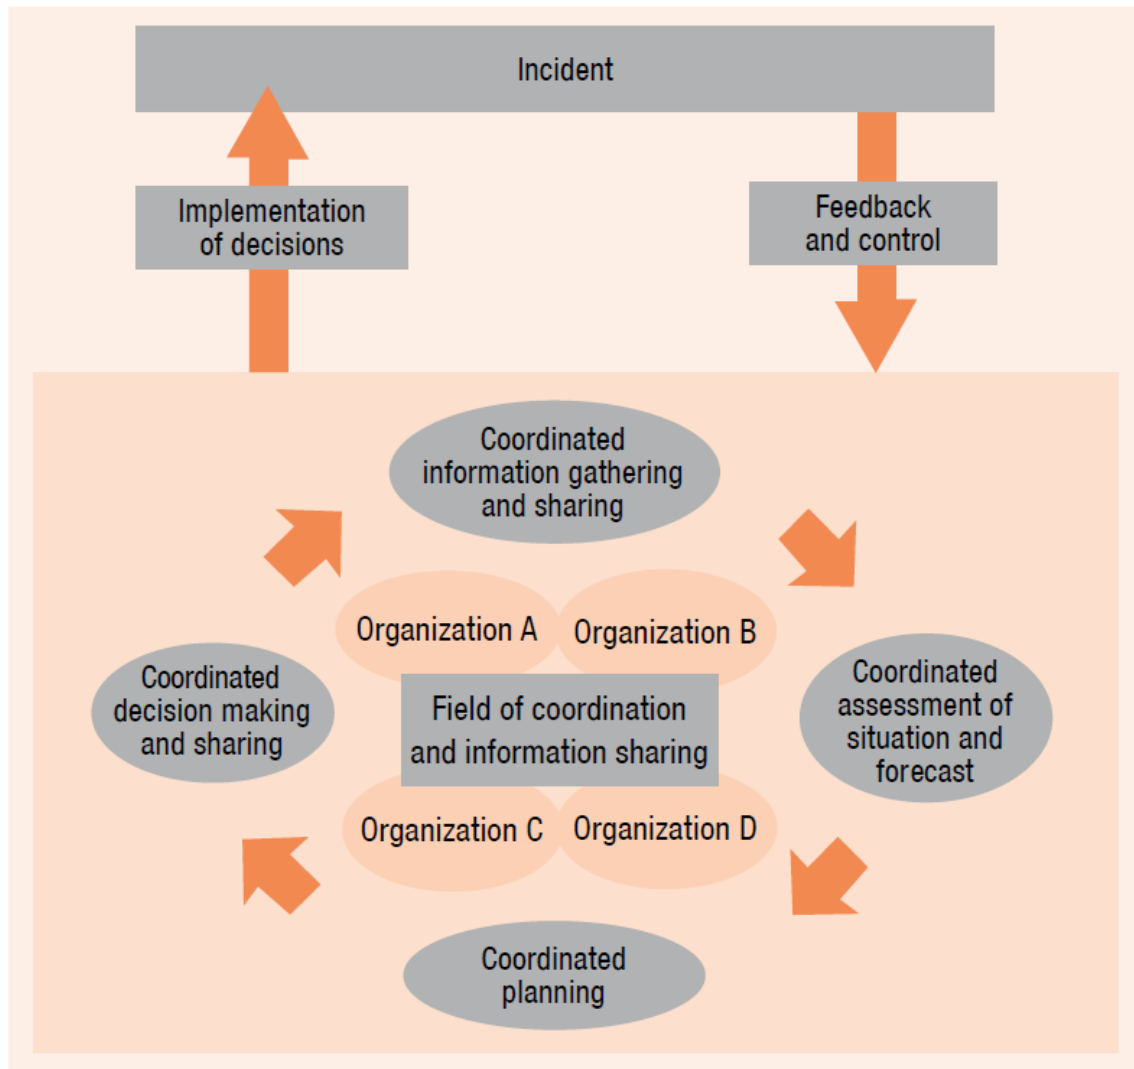 Incident
Implementation
of decisions
Feedback
and control
Coordinated
information gathering
and sharing
Organization A
Organization B
Coordinated
decision making
and sharing
Field of coordination
and information sharing
Coordinated
assessment of
situation and
forecast
Organization C
Organization D
Coordinated
planning